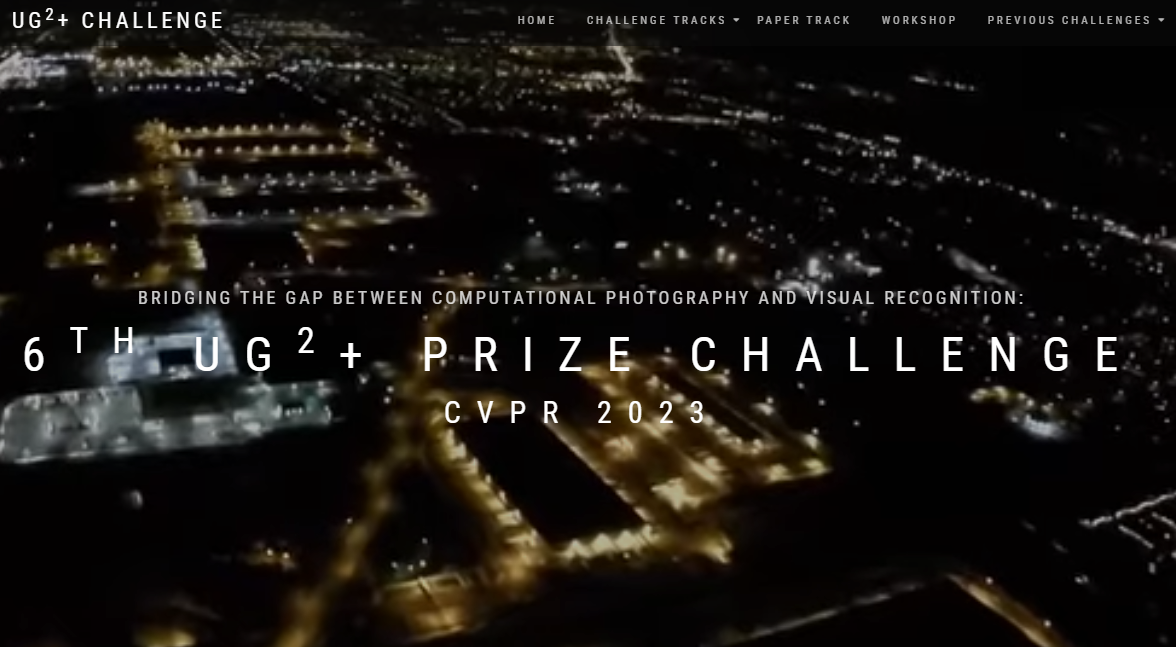 UG²+ CHALLENGE
HOME CHALLENGE TRACKS PAPER TRACK WORKSHOP PREVIOUS CHALLENGES
BRIDGING THE GAP BETWEEN COMPUTATIONAL PHOTOGRAPHY AND VISUAL RECOGNITION:
6TH UG²+ PRIZE CHALLENGE
CVPR 2023